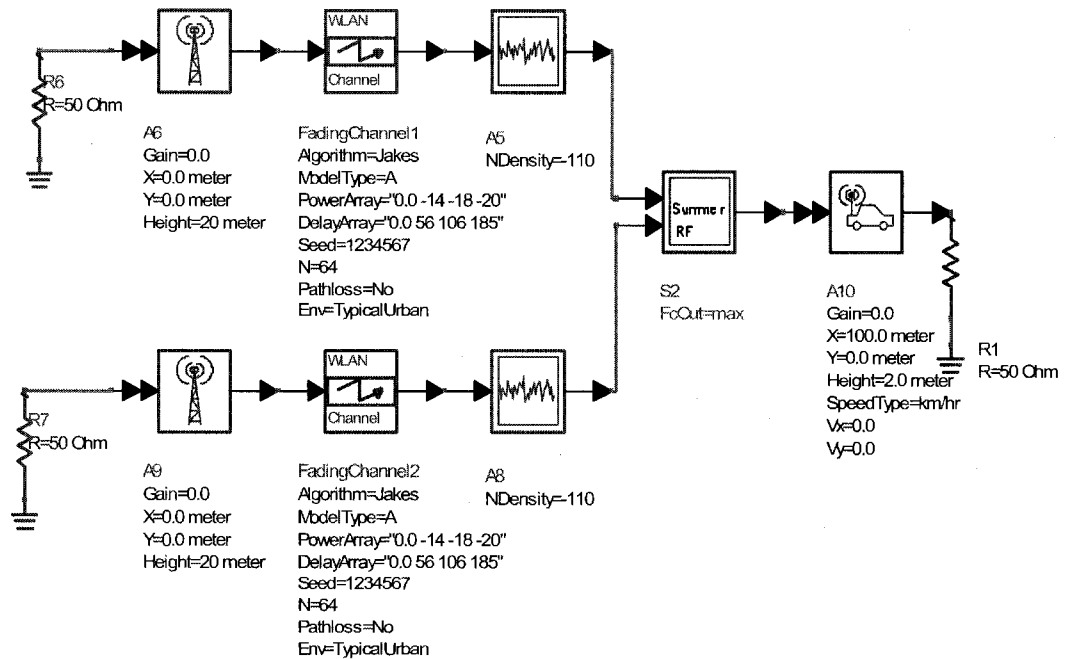 WLAN
Channel
R6
R=50 Ohm
A6
Gain=0.0
X=0.0 meter
Y=0.0 meter
Height=20 meter
FadingChannel1
Algorithm=Jakes
ModelType=A
PowerArray="0.0 -14 -18 -20"
DelayArray="0.0 56 106 185"
Seed=1234567
N=64
Pathloss=No
Env=TypicalUrban
A5
NDensity=-110
Summer
RF
S2
FcOut=max
A10
Gain=0.0
X=100.0 meter
Y=0.0 meter
Height=2.0 meter
SpeedType=km/hr
Vx=0.0
Vy=0.0
R1
R=50 Ohm
WLAN
Channel
R7
R=50 Ohm
A9
Gain=0.0
X=0.0 meter
Y=0.0 meter
Height=20 meter
FadingChannel2
Algorithm=Jakes
ModelType=A
PowerArray="0.0 -14 -18 -20"
DelayArray="0.0 56 106 185"
Seed=1234567
N=64
Pathloss=No
Env=TypicalUrban
A8
NDensity=-110